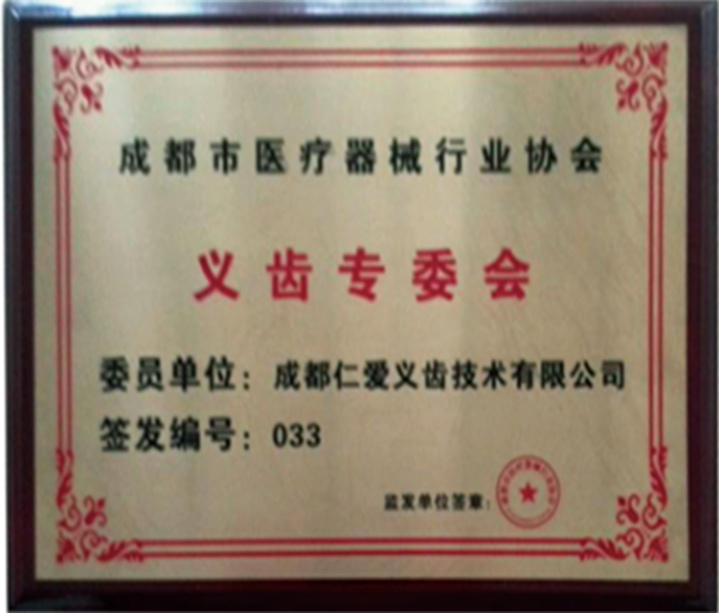 成都市医疗器械行业协会
义齿专委会
委员单位：成都仁爱义齿技术有限公司
签发编号：033
监发单位签章：